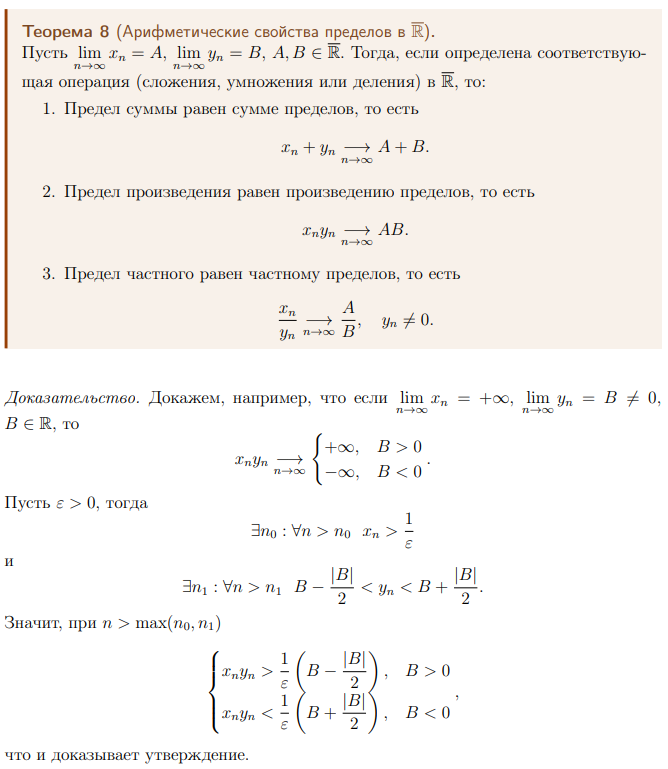 Теорема 8 (Арифметические свойства пределов в $\overline{\mathbb{R}}$).
Пусть $\lim\limits_{n\to\infty} x_n = A$, $\lim\limits_{n\to\infty} y_n = B$, $A, B \in \overline{\mathbb{R}}$. Тогда, если определена соответствую-
щая операция (сложения, умножения или деления) в $\overline{\mathbb{R}}$, то:
1. Предел суммы равен сумме пределов, то есть
$x_n + y_n \underset{n\to\infty}{\longrightarrow} A + B.$
2. Предел произведения равен произведению пределов, то есть
$x_n y_n \underset{n\to\infty}{\longrightarrow} AB.$
3. Предел частного равен частному пределов, то есть
$\dfrac{x_n}{y_n} \underset{n\to\infty}{\longrightarrow} \dfrac{A}{B}, \quad y_n \neq 0.$
Доказательство. Докажем, например, что если $\lim\limits_{n\to\infty} x_n = +\infty$, $\lim\limits_{n\to\infty} y_n = B \neq 0$,
$B \in \mathbb{R}$, то
$x_n y_n \underset{n\to\infty}{\longrightarrow} \begin{cases} +\infty, & B > 0 \\ -\infty, & B < 0 \end{cases}.$
Пусть $\varepsilon > 0$, тогда
$\exists n_0 : \forall n > n_0 \;\; x_n > \dfrac{1}{\varepsilon}$
и
$\exists n_1 : \forall n > n_1 \;\; B - \dfrac{|B|}{2} < y_n < B + \dfrac{|B|}{2}.$
Значит, при $n > \max(n_0, n_1)$
$\begin{cases} x_n y_n > \dfrac{1}{\varepsilon}\left(B - \dfrac{|B|}{2}\right), & B > 0 \\ x_n y_n < \dfrac{1}{\varepsilon}\left(B + \dfrac{|B|}{2}\right), & B < 0 \end{cases},$
что и доказывает утверждение.